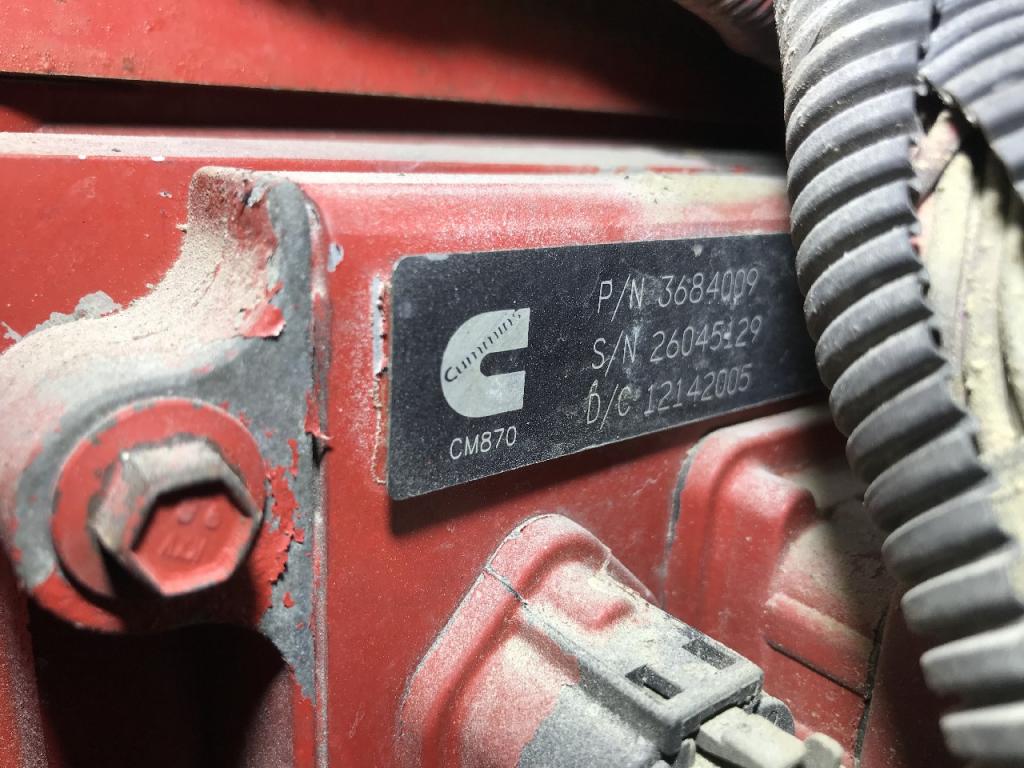 Cummins
CM870
P/N 3684009
S/N 26045129
D/C 12142005